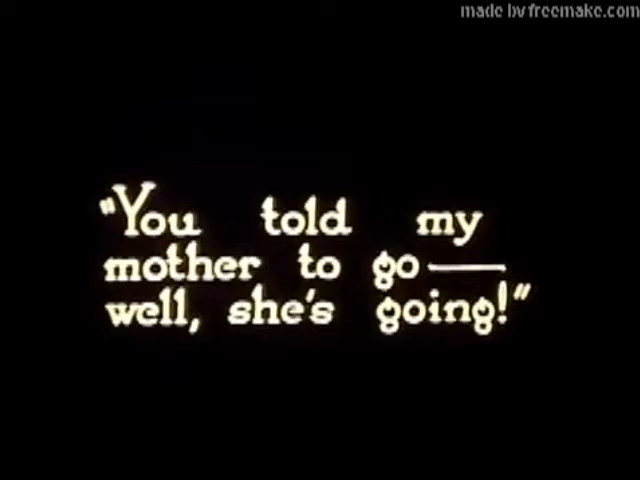 made by freemake.com
"You told my
mother to go——
well, she's going!"